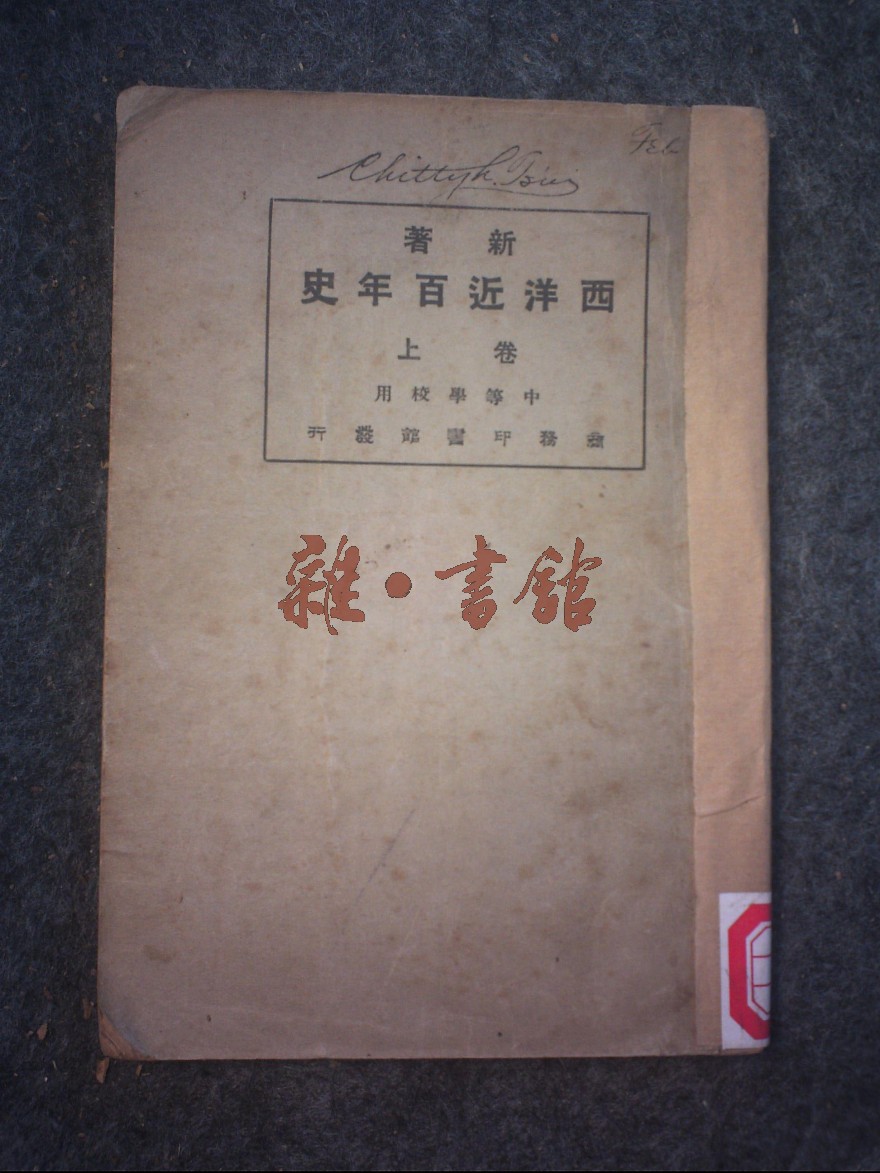 新著
西洋近百年史
卷上
中等學校用
商務印書館發行
雜·書館